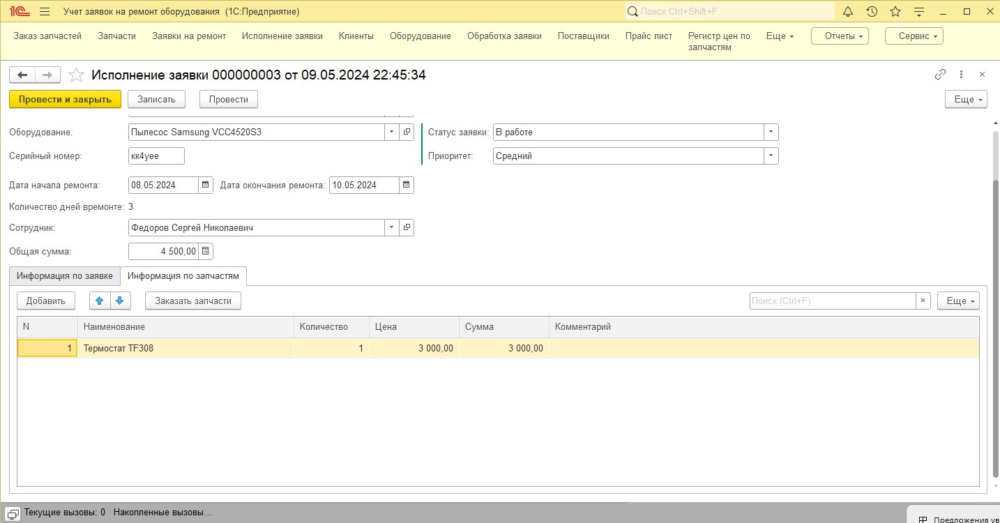 1С Учет заявок на ремонт оборудования (1С:Предприятие) Поиск Ctrl+Shift+F
Заказ запчастей Запчасти Заявки на ремонт Исполнение заявки Клиенты Оборудование Обработка заявки Поставщики Прайс лист Регистр цен по запчастям Еще Отчеты Сервис
Исполнение заявки 000000003 от 09.05.2024 22:45:34
Провести и закрыть Записать Провести Еще
Оборудование: Пылесос Samsung VCC4520S3 Статус заявки: В работе
Серийный номер: кк4уее Приоритет: Средний
Дата начала ремонта: 08.05.2024 Дата окончания ремонта: 10.05.2024
Количество дней времонте: 3
Сотрудник: Федоров Сергей Николаевич
Общая сумма: 4 500,00
Информация по заявке Информация по запчастям
Добавить Заказать запчасти Поиск (Ctrl+F) × Еще
N Наименование Количество Цена Сумма Комментарий
1 Термостат TF308 1 3 000,00 3 000,00
Текущие вызовы: 0 Накопленные вызовы...
Предложения ув